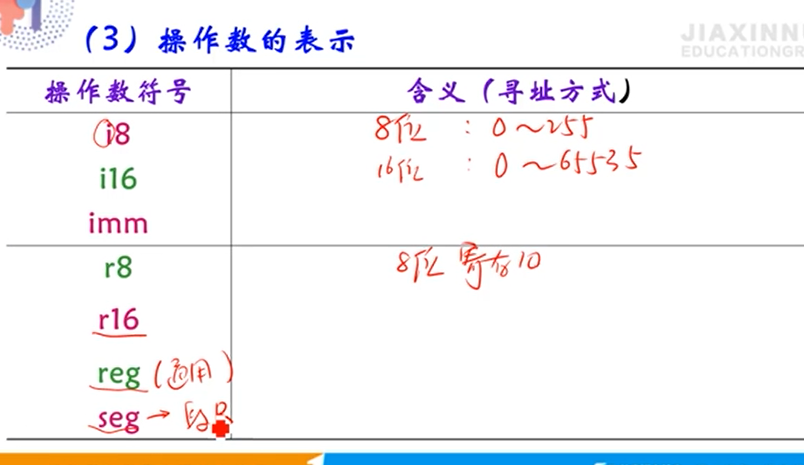 JIAXINNU
EDUCATIONGR
(3) 操作数的表示
操作数符号 含义（寻址方式）
i8 8位 : 0～255
i16 16位 : 0～65535
imm
r8 8位 寄存
r16
reg (通用)
seg → 段